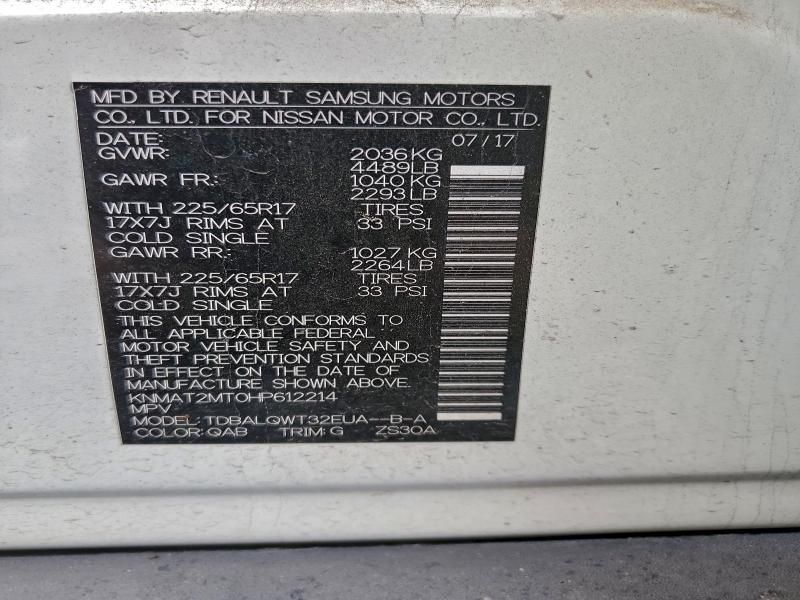 MFD BY RENAULT SAMSUNG MOTORS
CO., LTD. FOR NISSAN MOTOR CO., LTD.
DATE: 07/17
GVWR: 2036 KG
4489LB
GAWR FR.: 1040 KG
2293 LB
WITH 225/65R17 TIRES
17X7J RIMS AT 33 PSI
COLD SINGLE
GAWR RR.: 1027 KG
2264LB
WITH 225/65R17 TIRES
17X7J RIMS AT 33 PSI
COLD SINGLE
THIS VEHICLE CONFORMS TO
ALL APPLICABLE FEDERAL
MOTOR VEHICLE SAFETY AND
THEFT PREVENTION STANDARDS
IN EFFECT ON THE DATE OF
MANUFACTURE SHOWN ABOVE.
KNMAT2MT0HP612214
MPV
MODEL: TDBALQWT32EUA--B-A
COLOR: QAB TRIM: G ZS30A